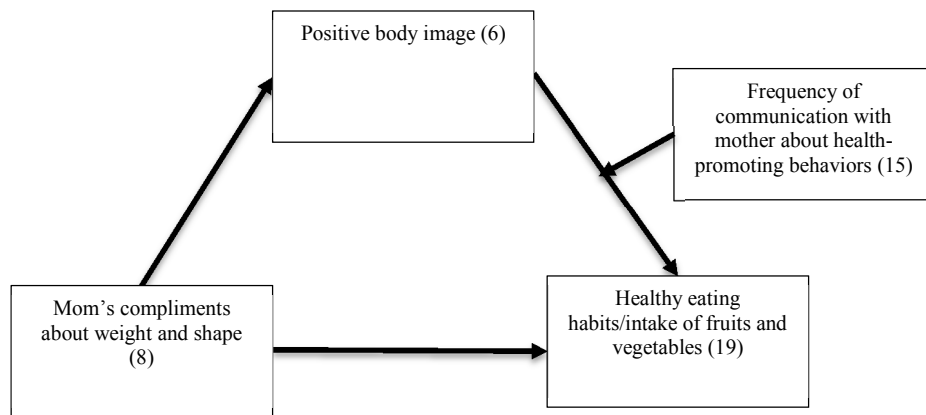 Positive body image (6)
Frequency of
communication with
mother about health-
promoting behaviors (15)
Mom’s compliments
about weight and shape
(8)
Healthy eating
habits/intake of fruits and
vegetables (19)